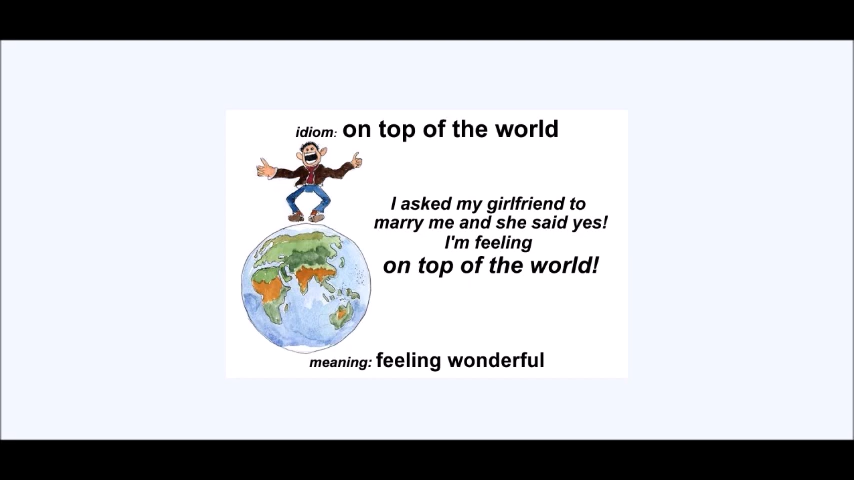 idiom: on top of the world
I asked my girlfriend to
marry me and she said yes!
I'm feeling
on top of the world!
meaning: feeling wonderful